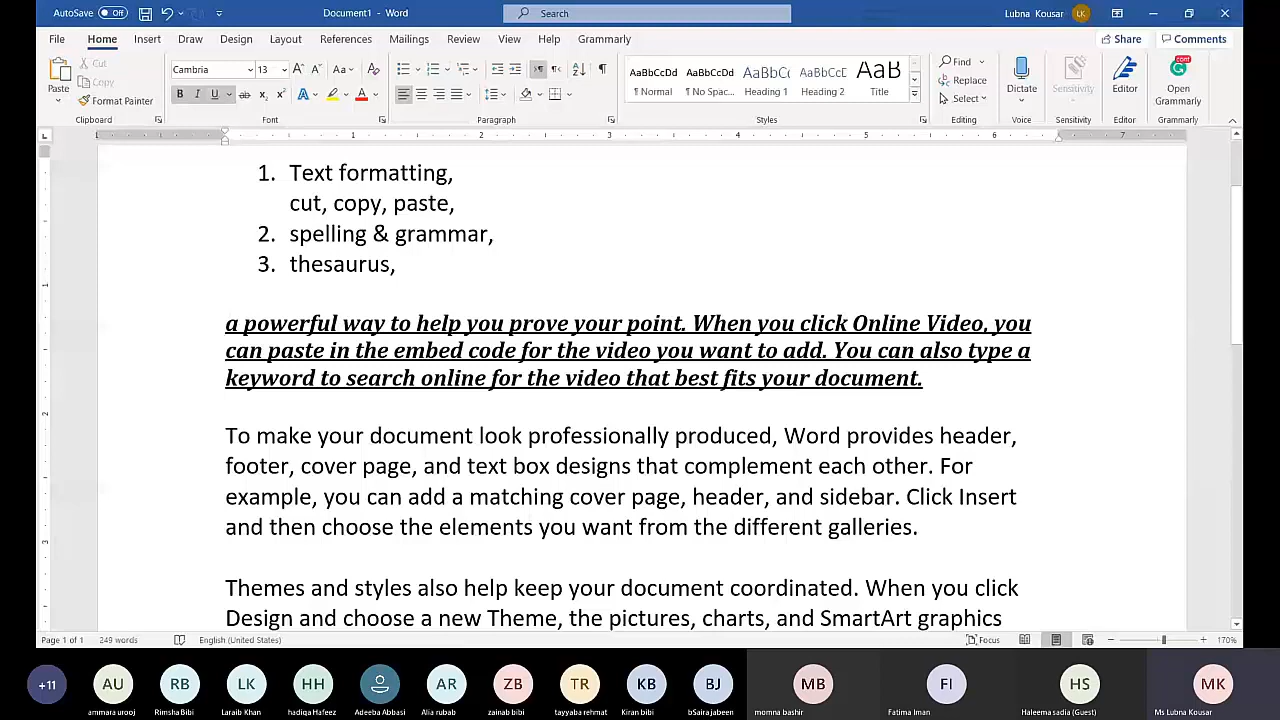 AutoSave Off Document1 - Word Search Lubna Kousar LK
File Home Insert Draw Design Layout References Mailings Review View Help Grammarly Share Comments
Paste Cut Copy Format Painter
Clipboard
Cambria 13
Font
Paragraph
AaBbCcDd AaBbCcDd AaBbC AaBbCcC AaB
¶ Normal ¶ No Spac... Heading 1 Heading 2 Title
Styles
Find Replace Select
Editing
Dictate
Voice
Sensitivity
Sensitivity
Editor
Editor
Open Grammarly
Grammarly
1. Text formatting,
cut, copy, paste,
2. spelling & grammar,
3. thesaurus,
a powerful way to help you prove your point. When you click Online Video, you
can paste in the embed code for the video you want to add. You can also type a
keyword to search online for the video that best fits your document.
To make your document look professionally produced, Word provides header,
footer, cover page, and text box designs that complement each other. For
example, you can add a matching cover page, header, and sidebar. Click Insert
and then choose the elements you want from the different galleries.
Themes and styles also help keep your document coordinated. When you click
Design and choose a new Theme, the pictures, charts, and SmartArt graphics
Page 1 of 1 249 words English (United States) Focus 170%
+11 AU RB LK HH AR ZB TR KB BJ MB FI HS MK
ammara urooj Rimsha Bibi Laraib Khan hadiqa Hafeez Adeeba Abbasi Alia rubab zainab bibi tayyaba rehmat Kiran bibi bSaira jabeen momna bashir Fatima Iman Haleema sadia (Guest) Ms Lubna Kousar